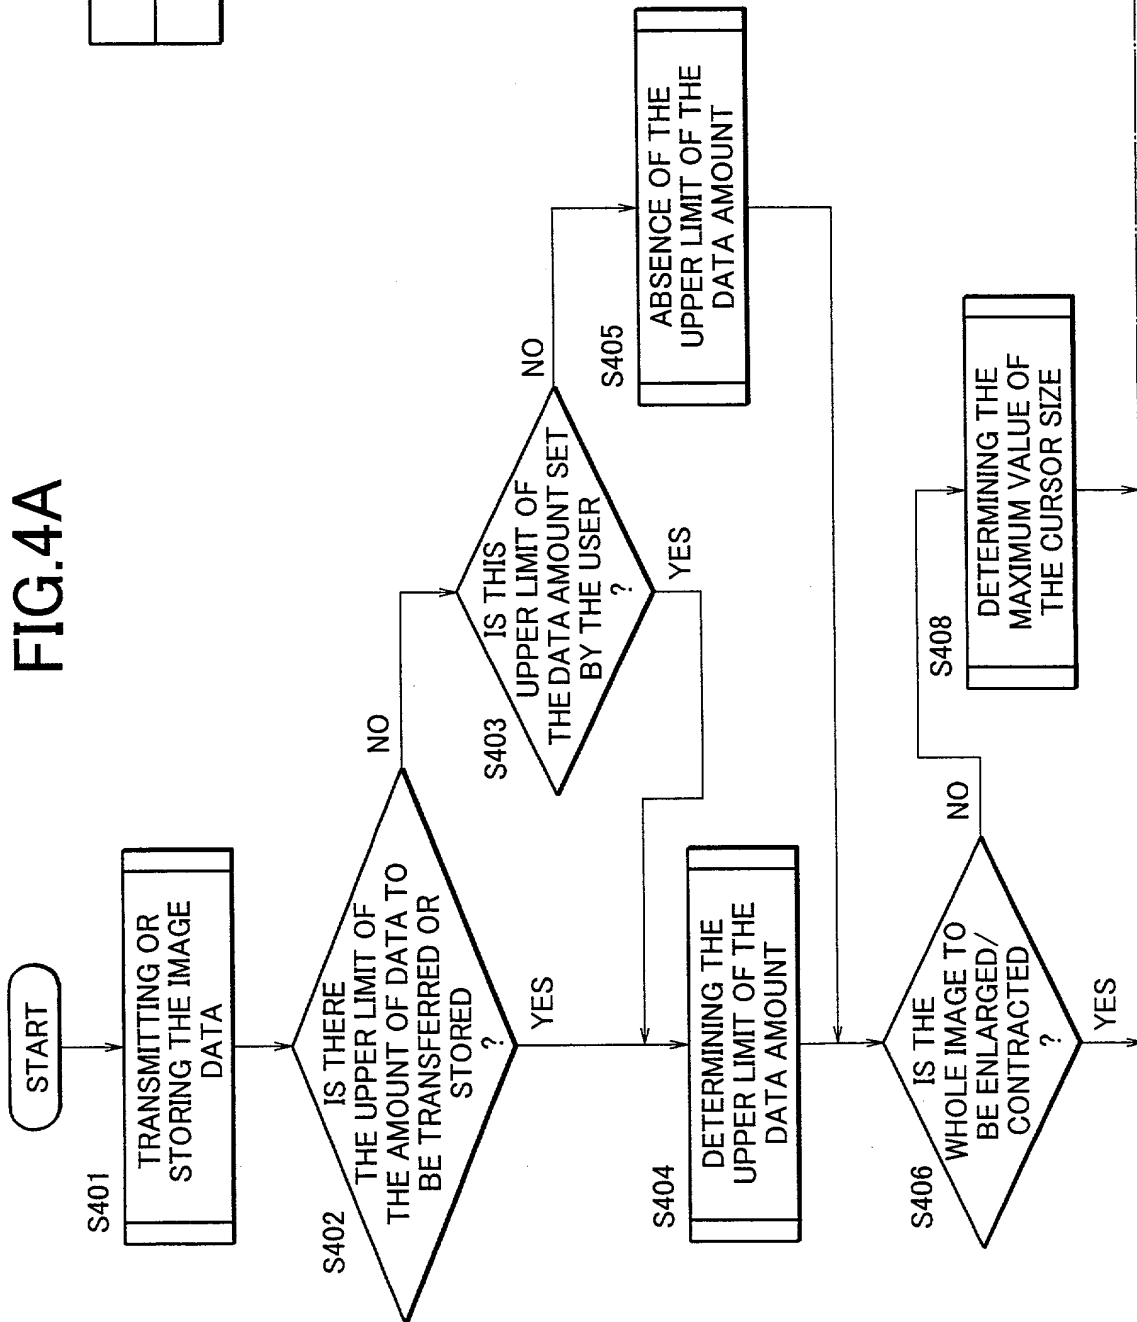 FIG.4A
START
S401
TRANSMITTING OR
STORING THE IMAGE
DATA
S402
IS THERE
THE UPPER LIMIT OF
THE AMOUNT OF DATA TO
BE TRANSFERRED OR
STORED
?
NO
YES
S403
IS THIS
UPPER LIMIT OF
THE DATA AMOUNT SET
BY THE USER
?
NO
YES
S405
ABSENCE OF THE
UPPER LIMIT OF THE
DATA AMOUNT
S404
DETERMINING THE
UPPER LIMIT OF THE
DATA AMOUNT
S406
IS THE
WHOLE IMAGE TO
BE ENLARGED/
CONTRACTED
?
NO
YES
S408
DETERMINING THE
MAXIMUM VALUE OF
THE CURSOR SIZE